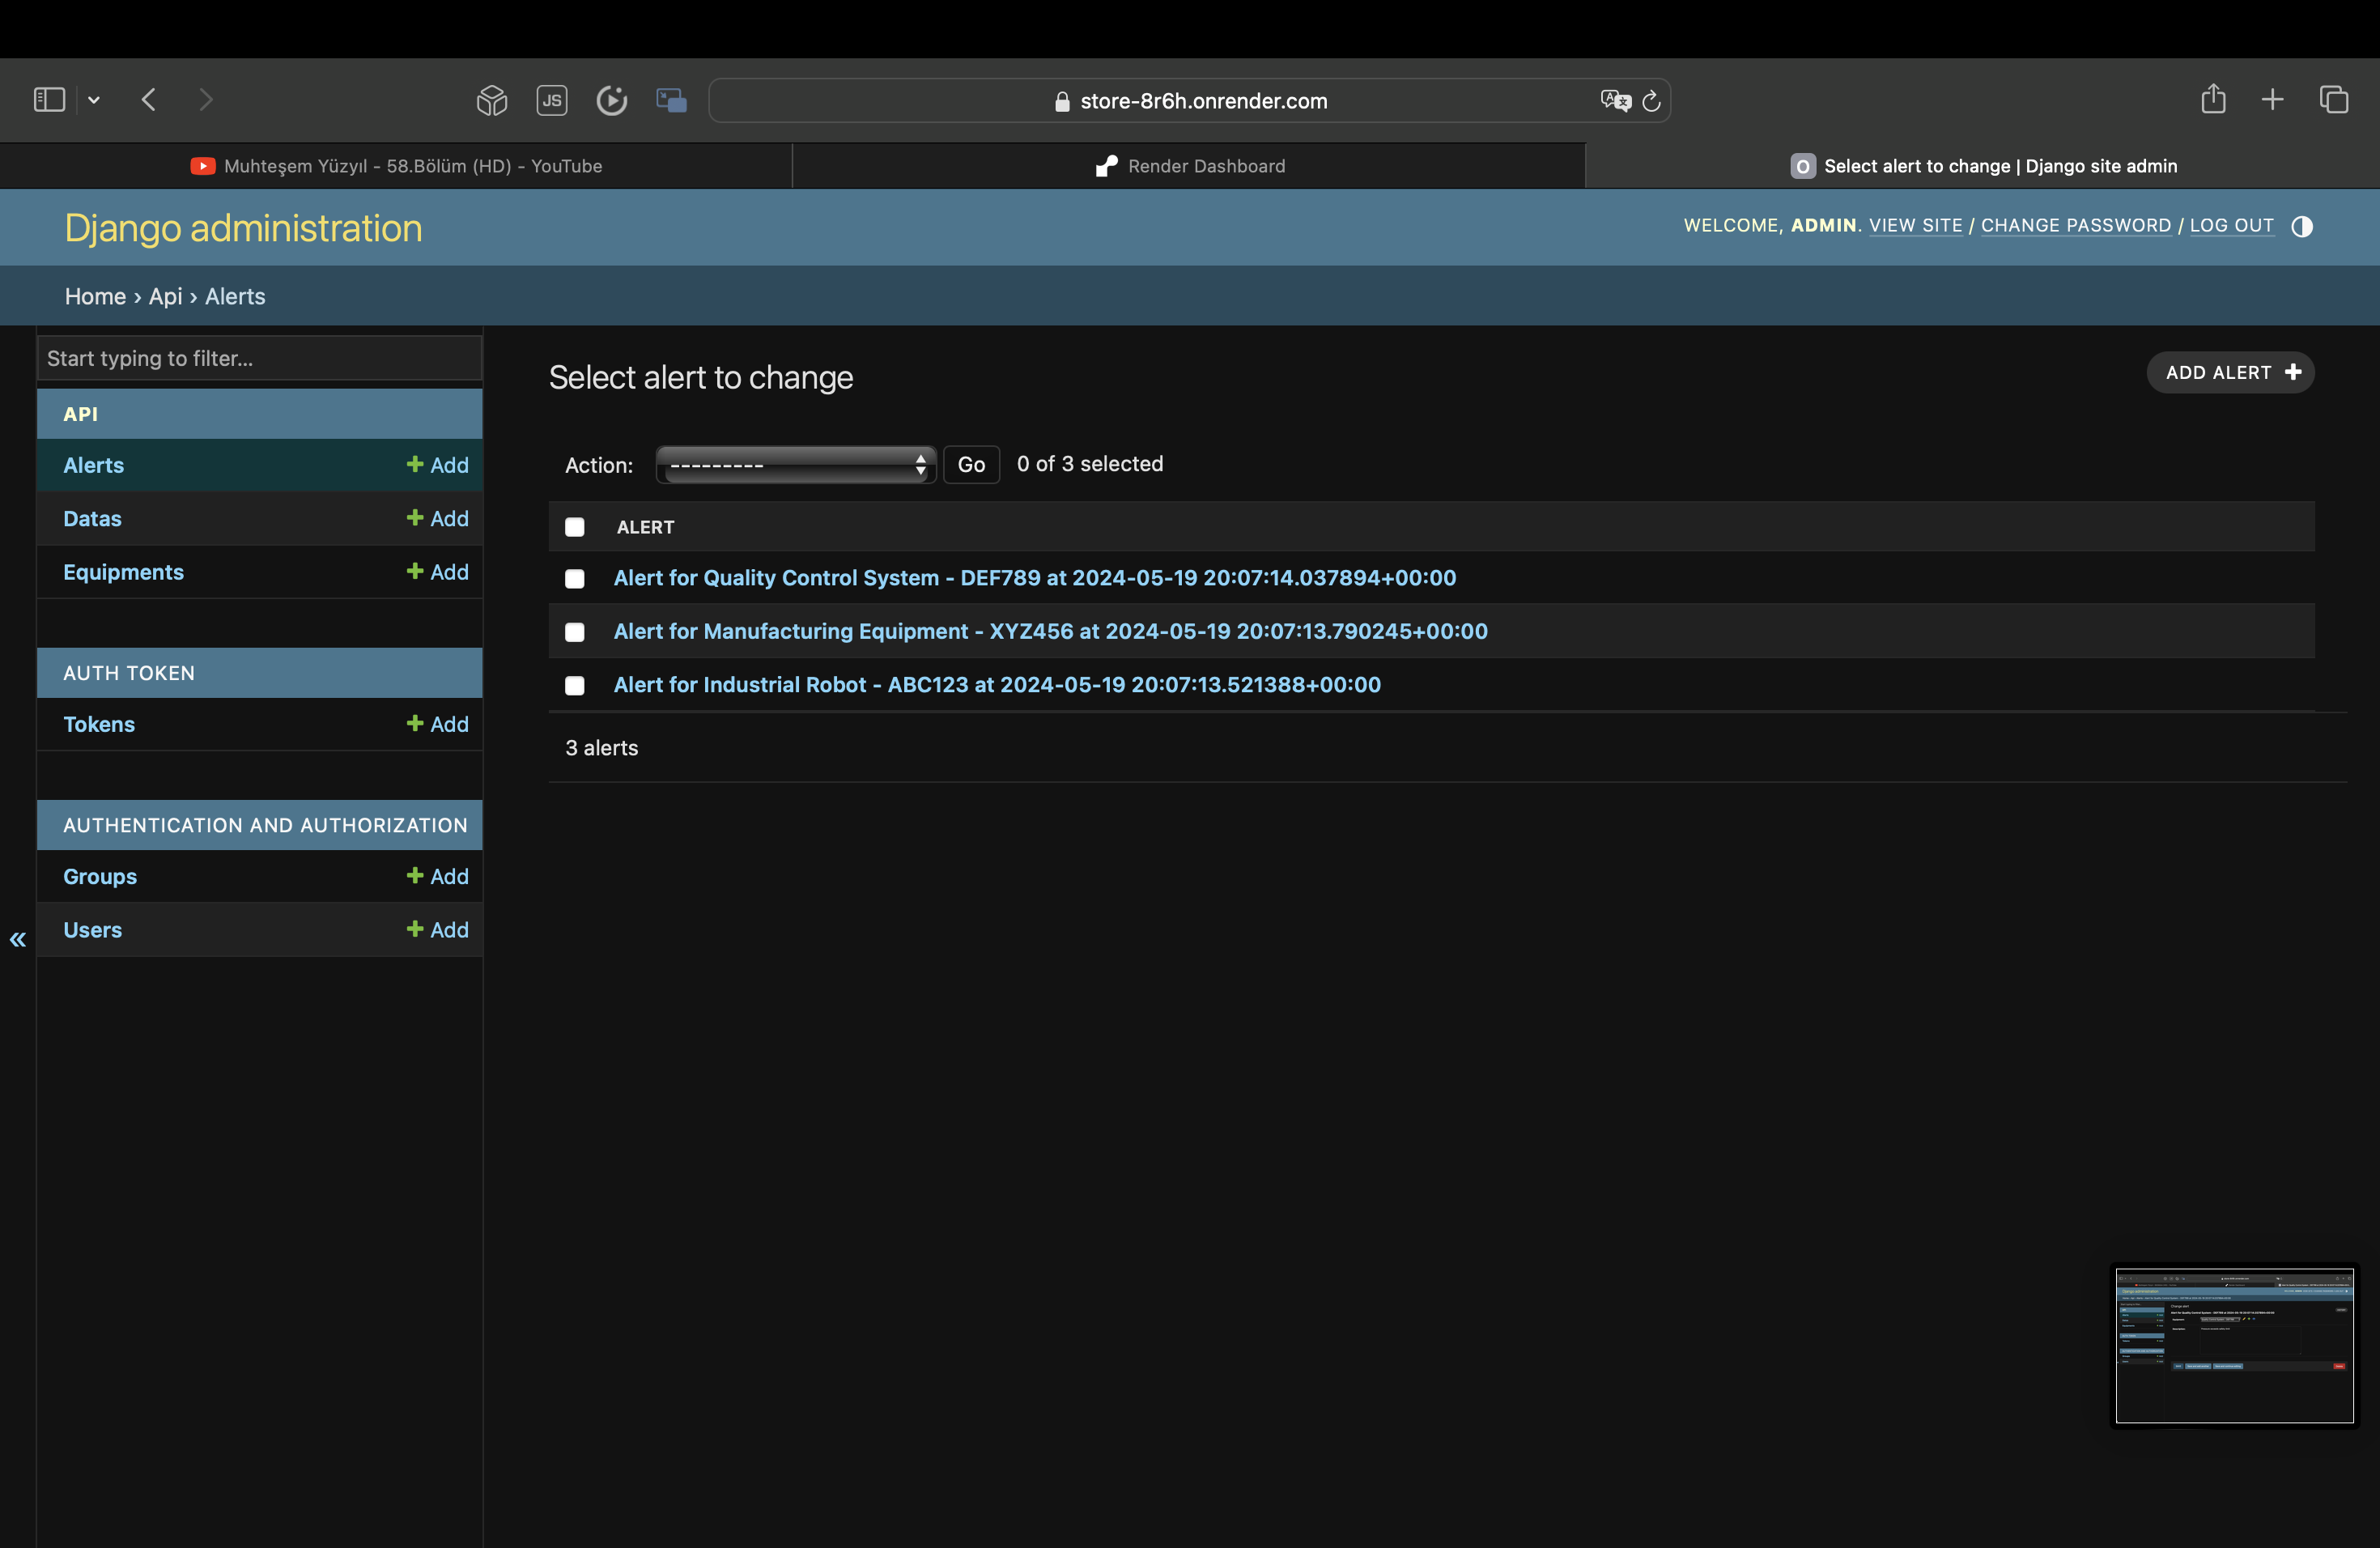 JS
store-8r6h.onrender.com
Muhteşem Yüzyıl - 58.Bölüm (HD) - YouTube
Render Dashboard
O Select alert to change | Django site admin
Django administration
WELCOME, ADMIN. VIEW SITE / CHANGE PASSWORD / LOG OUT
Home › Api › Alerts
Start typing to filter...
API
Alerts + Add
Datas + Add
Equipments + Add
AUTH TOKEN
Tokens + Add
AUTHENTICATION AND AUTHORIZATION
Groups + Add
Users + Add
«
Select alert to change
ADD ALERT +
Action: --------- Go 0 of 3 selected
ALERT
Alert for Quality Control System - DEF789 at 2024-05-19 20:07:14.037894+00:00
Alert for Manufacturing Equipment - XYZ456 at 2024-05-19 20:07:13.790245+00:00
Alert for Industrial Robot - ABC123 at 2024-05-19 20:07:13.521388+00:00
3 alerts